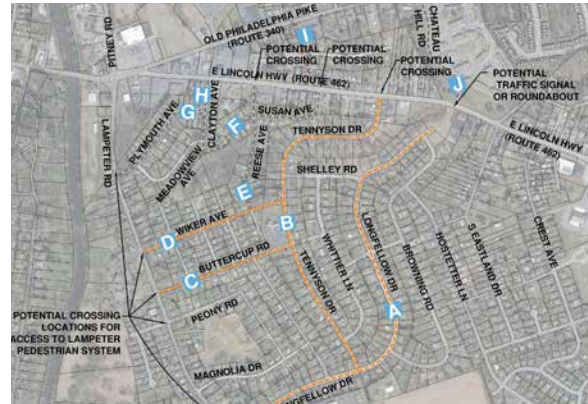 PITNEY RD
OLD PHILADELPHIA PIKE
(ROUTE 340)
I
CHATEAU
HILL RD
POTENTIAL
CROSSING
POTENTIAL
CROSSING
POTENTIAL
CROSSING
J
POTENTIAL
TRAFFIC SIGNAL
OR ROUNDABOUT
E LINCOLN HWY (ROUTE 462)
E LINCOLN HWY
(ROUTE 462)
H
G
CLAYTON AVE
F
SUSAN AVE
PLYMOUTH AVE
MEADOWVIEW
AVE
REESE AVE
TENNYSON DR
SHELLEY RD
LAMPETER RD
E
WIKER AVE
D
B
BUTTERCUP RD
C
PEONY RD
TENNYSON DR
WHITTIER LN
LONGFELLOW DR
A
BROWNING RD
HOSTETTER LN
S EASTLAND DR
CREST AVE
POTENTIAL CROSSING
LOCATIONS FOR
ACCESS TO LAMPETER
PEDESTRIAN SYSTEM
MAGNOLIA DR
NGFELLOW DR